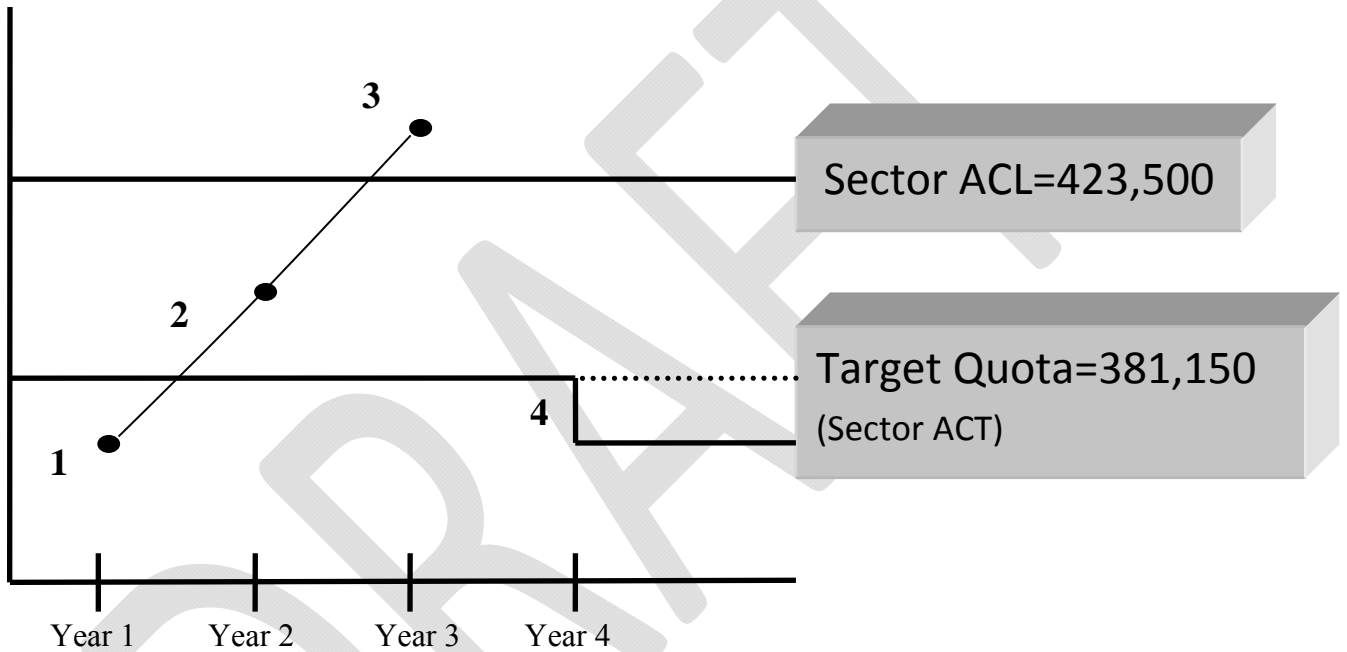 3
Sector ACL=423,500
2
Target Quota=381,150
(Sector ACT)
4
1
Year 1 Year 2 Year 3 Year 4
DRAFT